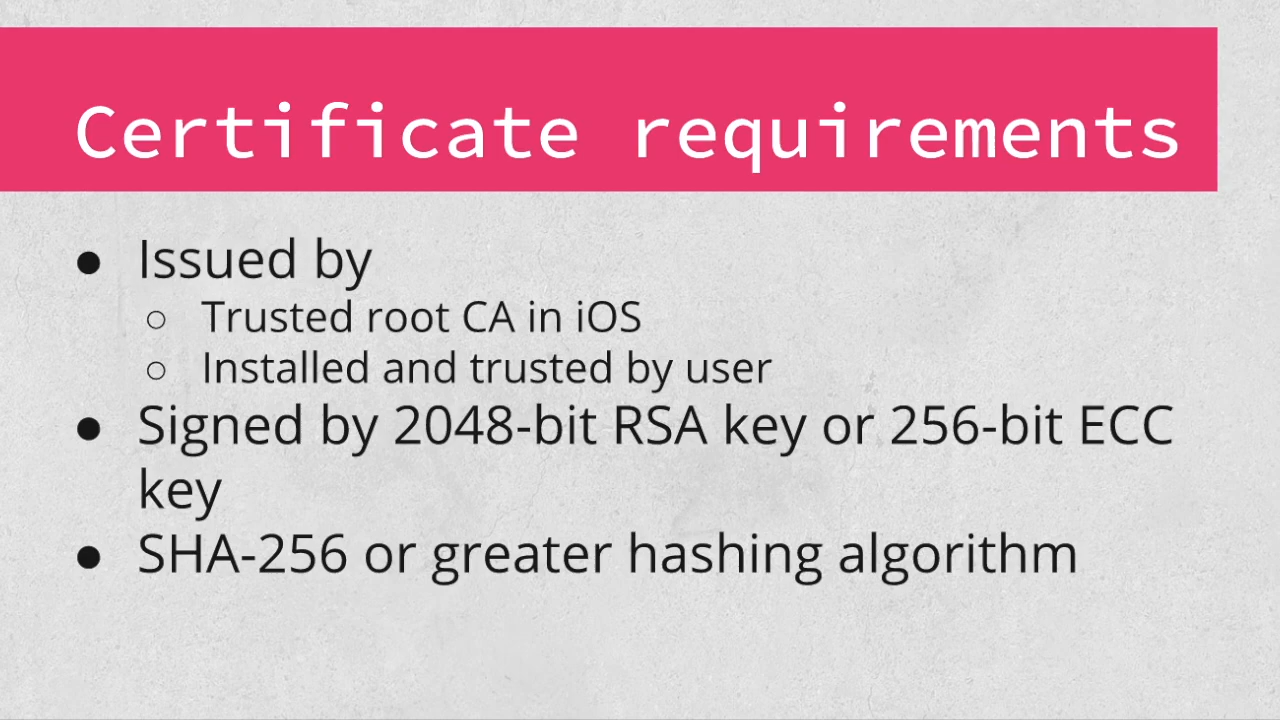 Certificate requirements
● Issued by
○ Trusted root CA in iOS
○ Installed and trusted by user
● Signed by 2048-bit RSA key or 256-bit ECC
key
● SHA-256 or greater hashing algorithm